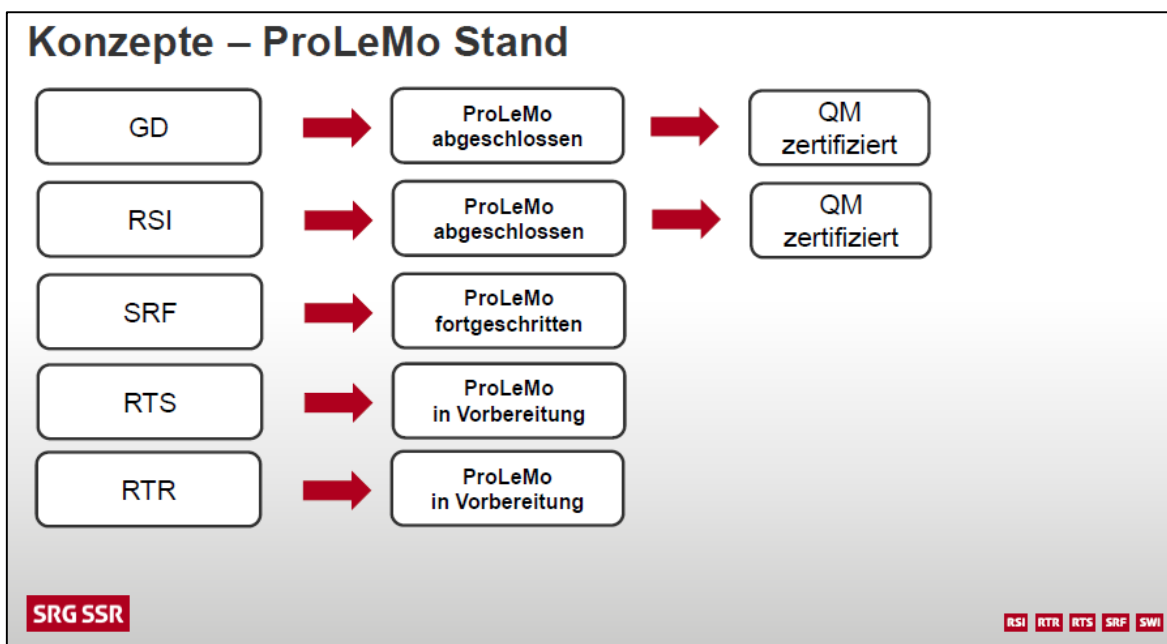 Konzepte – ProLeMo Stand
GD
ProLeMo
abgeschlossen
QM
zertifiziert
RSI
ProLeMo
abgeschlossen
QM
zertifiziert
SRF
ProLeMo
fortgeschritten
RTS
ProLeMo
in Vorbereitung
RTR
ProLeMo
in Vorbereitung
SRG SSR
RSI RTR RTS SRF SWI